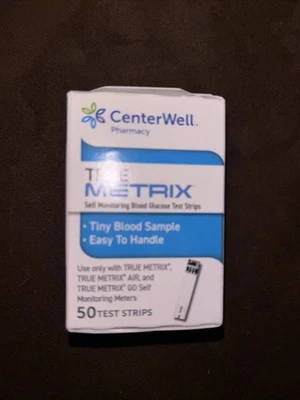 CenterWell™
Pharmacy
TRUE
METRIX
Self Monitoring Blood Glucose Test Strips
• Tiny Blood Sample
• Easy To Handle
Use only with TRUE METRIX®,
TRUE METRIX® AIR, and
TRUE METRIX® GO Self
Monitoring Meters
50 TEST STRIPS